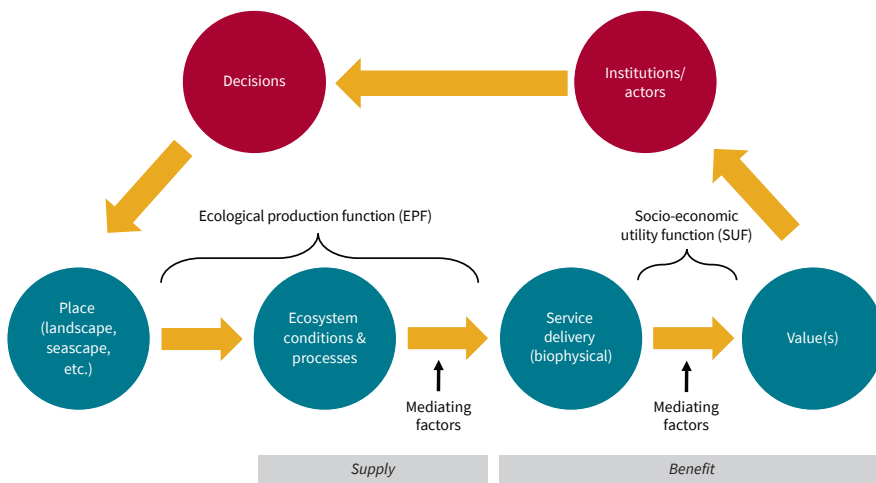 Decisions
Institutions/
actors
Ecological production function (EPF)
Socio-economic
utility function (SUF)
Place
(landscape,
seascape,
etc.)
Ecosystem
conditions &
processes
Service
delivery
(biophysical)
Value(s)
Mediating
factors
Mediating
factors
Supply
Benefit